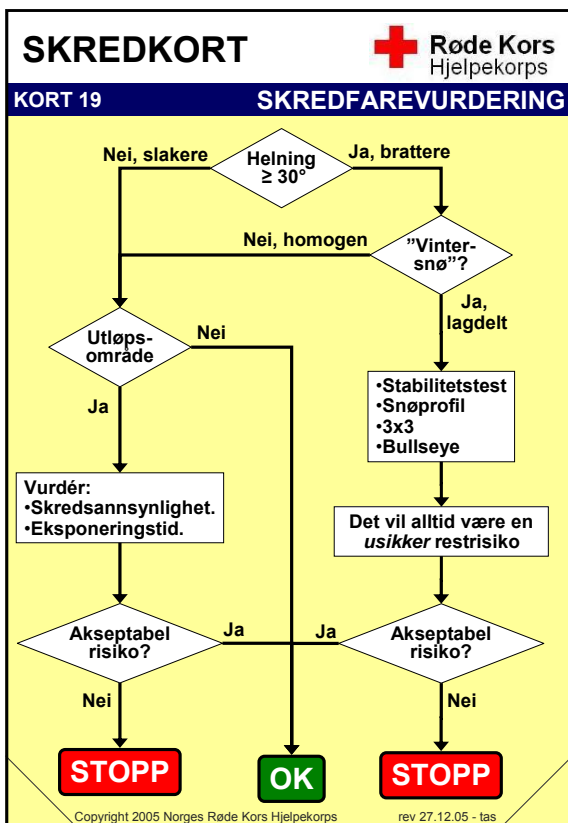 SKREDKORT
Røde Kors
Hjelpekorps
KORT 19
SKREDFAREVURDERING
Nei, slakere
Helning
≥ 30°
Ja, brattere
Nei, homogen
”Vinter-
snø”?
Ja,
lagdelt
Utløps-
område
Nei
Ja
•Stabilitetstest
•Snøprofil
•3x3
•Bullseye
Vurdér:
•Skredsannsynlighet.
•Eksponeringstid.
Det vil alltid være en
usikker restrisiko
Akseptabel
risiko?
Ja
Ja
Akseptabel
risiko?
Nei
Nei
STOPP
OK
STOPP
Copyright 2005 Norges Røde Kors Hjelpekorps
rev 27.12.05 - tas